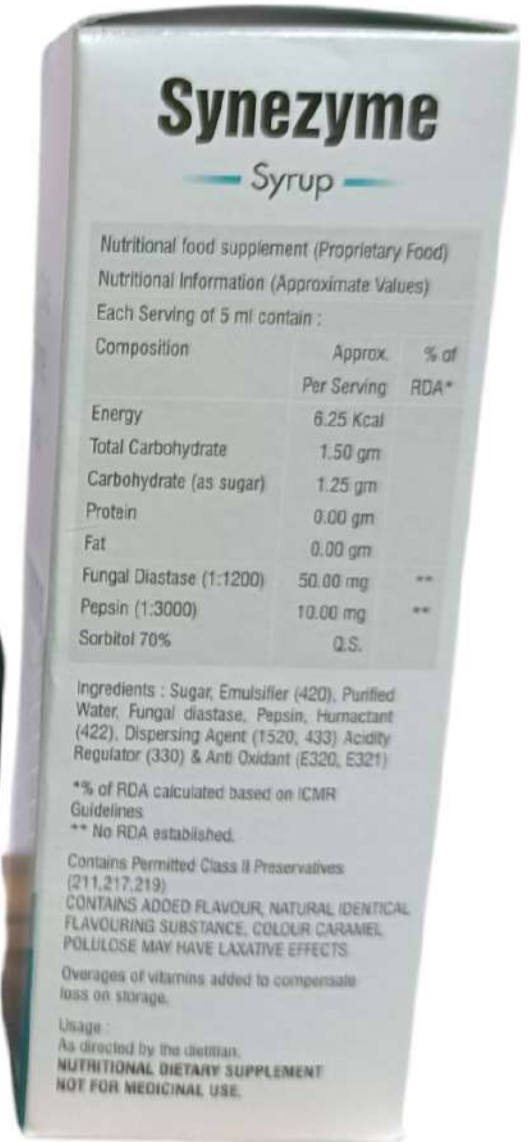 Synezyme
Syrup
Nutritional food supplement (Proprietary Food)
Nutritional Information (Approximate Values)
Each Serving of 5 ml contain :
Composition Approx. Per Serving % of RDA*
Energy 6.25 Kcal
Total Carbohydrate 1.50 gm
Carbohydrate (as sugar) 1.25 gm
Protein 0.00 gm
Fat 0.00 gm
Fungal Diastase (1:1200) 50.00 mg **
Pepsin (1:3000) 10.00 mg **
Sorbitol 70% Q.S.
Ingredients : Sugar, Emulsifier (420), Purified
Water, Fungal diastase, Pepsin, Humactant
(422), Dispersing Agent (1520, 433) Acidity
Regulator (330) & Anti Oxidant (E320, E321)
*% of RDA calculated based on ICMR
Guidelines
** No RDA established.
Contains Permitted Class II Preservatives
(211,217,219)
CONTAINS ADDED FLAVOUR, NATURAL IDENTICAL
FLAVOURING SUBSTANCE, COLOUR CARAMEL
POLULOSE MAY HAVE LAXATIVE EFFECTS
Overages of vitamins added to compensate
loss on storage.
Usage :
As directed by the dietitian.
NUTRITIONAL DIETARY SUPPLEMENT
NOT FOR MEDICINAL USE.